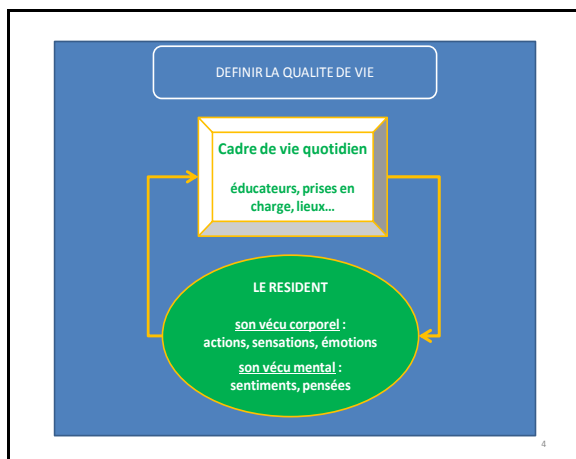 DEFINIR LA QUALITE DE VIE
Cadre de vie quotidien
éducateurs, prises en
charge, lieux...
LE RESIDENT
son vécu corporel :
actions, sensations, émotions
son vécu mental :
sentiments, pensées
4